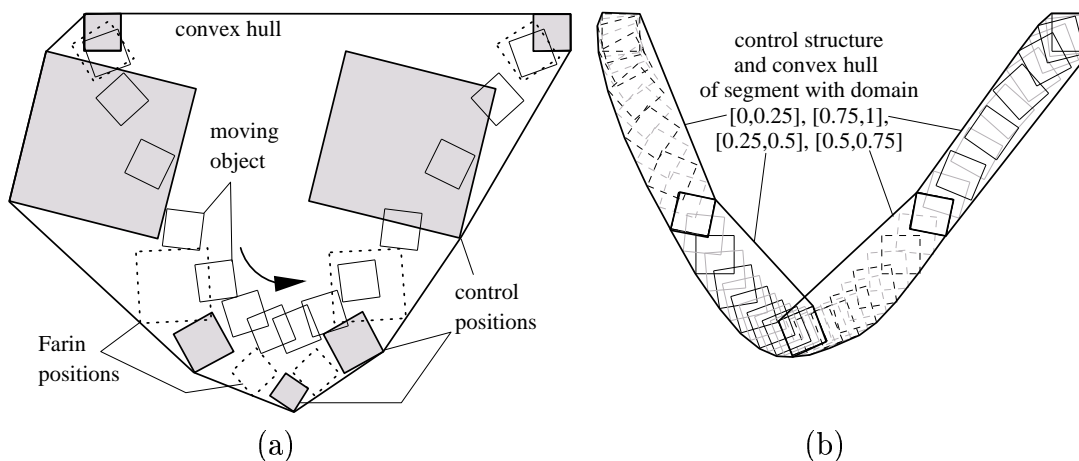 convex hull
moving
object
control
positions
Farin
positions
(a)
control structure
and convex hull
of segment with domain
[0,0.25], [0.75,1],
[0.25,0.5], [0.5,0.75]
(b)